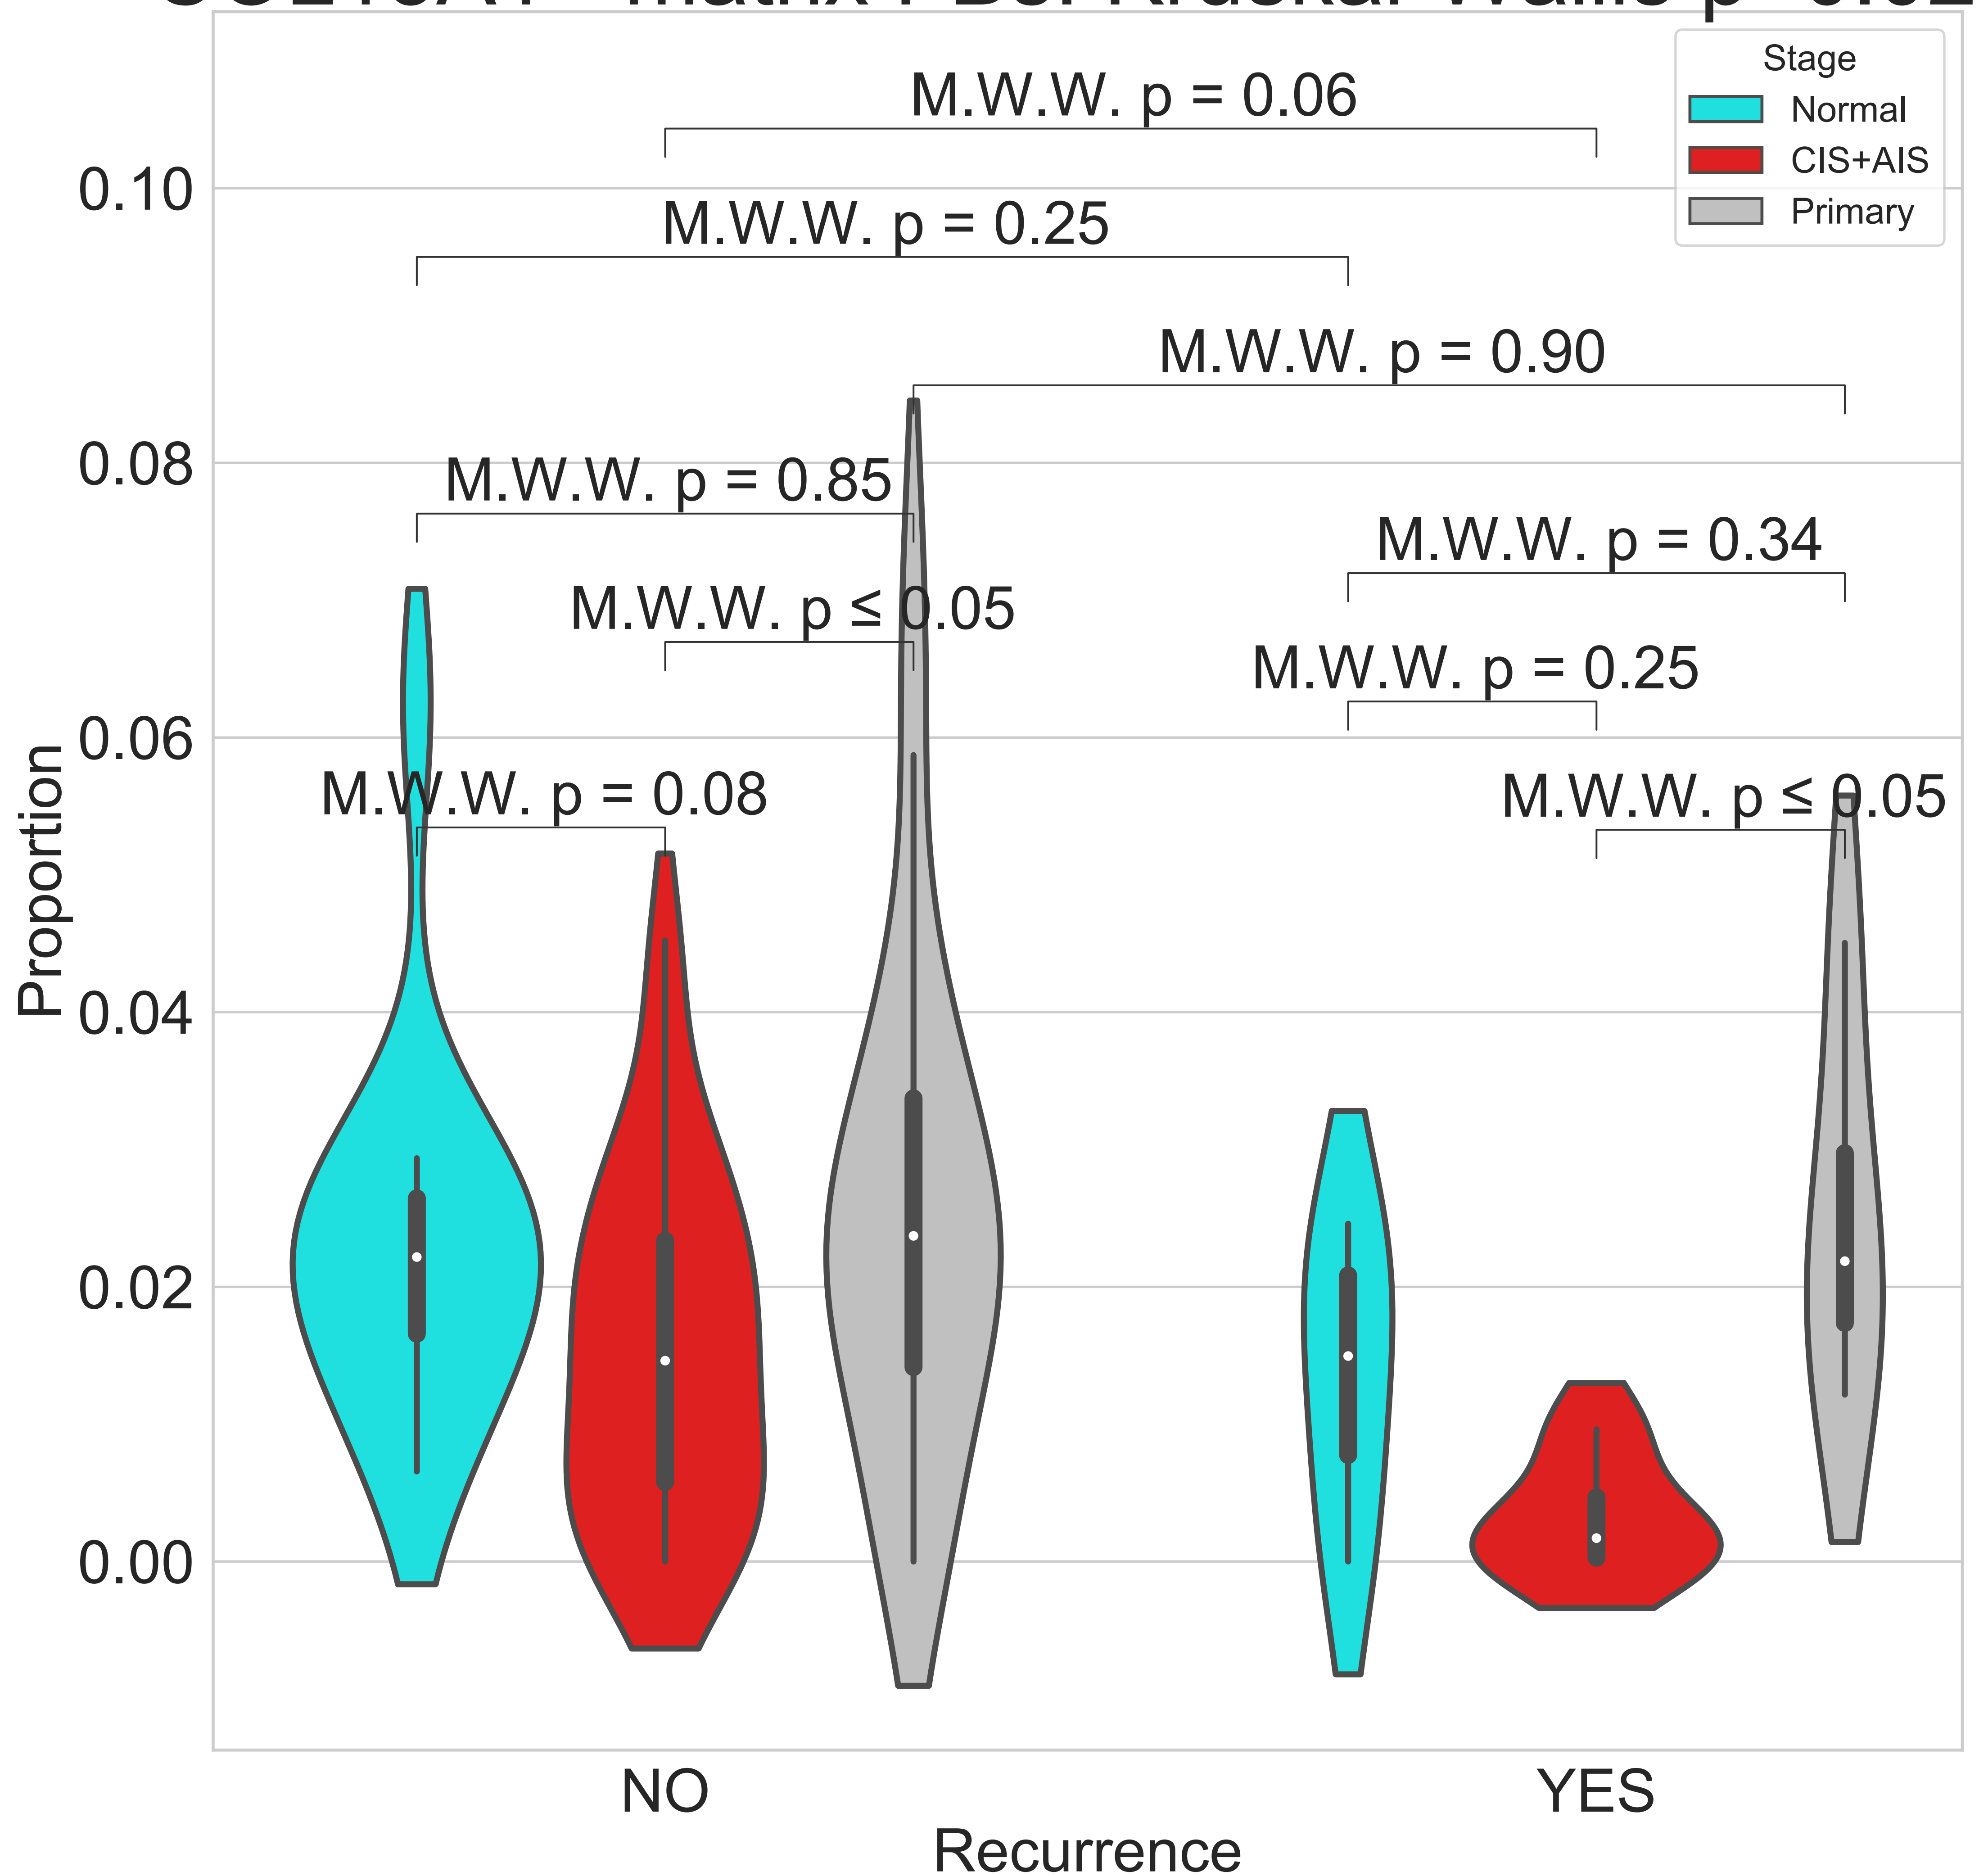 Stage
Normal
CIS+AIS
Primary
M.W.W. p = 0.06
0.10
M.W.W. p = 0.25
M.W.W. p = 0.90
0.08
M.W.W. p = 0.85
M.W.W. p = 0.34
M.W.W. p ≤ 0.05
M.W.W. p = 0.25
0.06
M.W.W. p = 0.08
M.W.W. p ≤ 0.05
Proportion
0.04
0.02
0.00
NO
YES
Recurrence